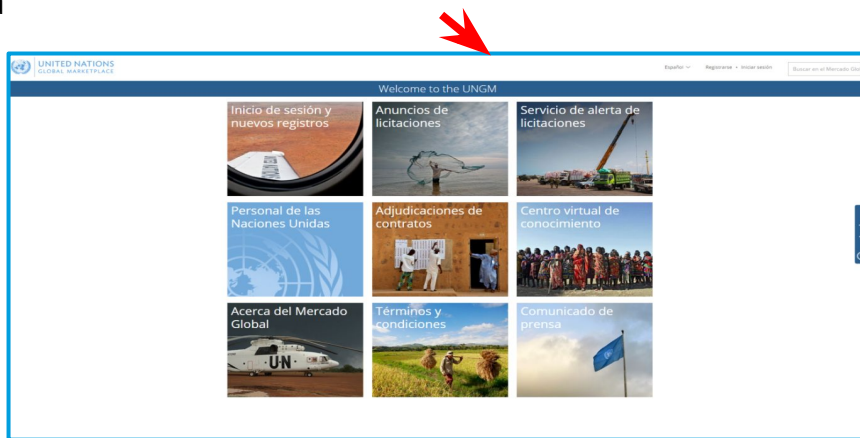 UNITED NATIONS
GLOBAL MARKETPLACE
Español
Registrarse • Iniciar sesión
Buscar en el Mercado
Welcome to the UNGM
Inicio de sesión y
nuevos registros
Anuncios de
licitaciones
Servicio de alerta de
licitaciones
Personal de las
Naciones Unidas
Adjudicaciones de
contratos
Centro virtual de
conocimiento
Acerca del Mercado
Global
UN
Términos y
condiciones
Comunicado de
prensa